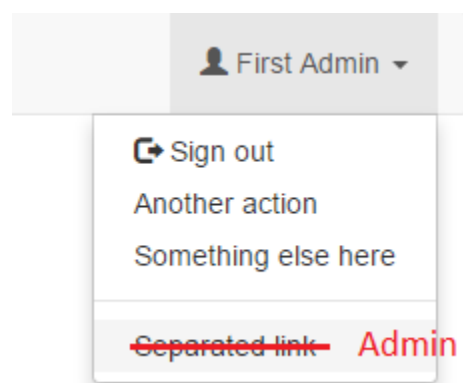 First Admin
Sign out
Another action
Something else here
Separated link Admin